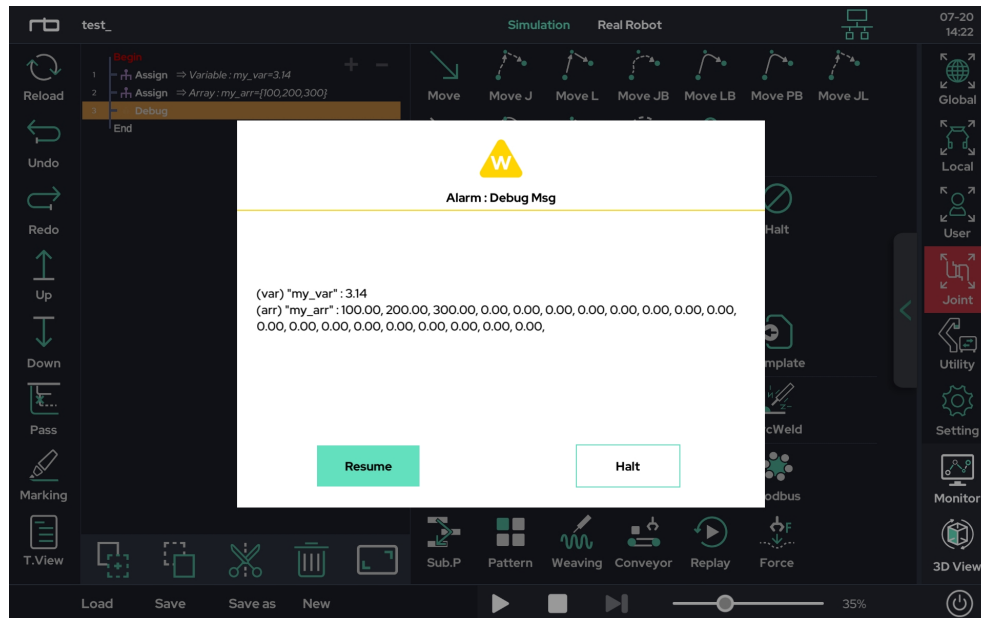 test_
Simulation
Real Robot
07-20
14:22
Reload
Undo
Redo
Up
Down
Pass
Marking
T.View
Begin
1 Assign ⇒ Variable : my_var=3.14
2 Assign ⇒ Array : my_arr={100,200,300}
3 Debug
End
Move
Move J
Move L
Move JB
Move LB
Move PB
Move JL
W
Alarm : Debug Msg
(var) "my_var" : 3.14
(arr) "my_arr" : 100.00, 200.00, 300.00, 0.00, 0.00, 0.00, 0.00, 0.00, 0.00, 0.00, 0.00,
0.00, 0.00, 0.00, 0.00, 0.00, 0.00, 0.00, 0.00, 0.00,
Resume
Halt
Halt
mplate
cWeld
odbus
Sub.P
Pattern
Weaving
Conveyor
Replay
Force
Global
Local
User
Joint
Utility
Setting
Monitor
3D View
Load
Save
Save as
New
35%